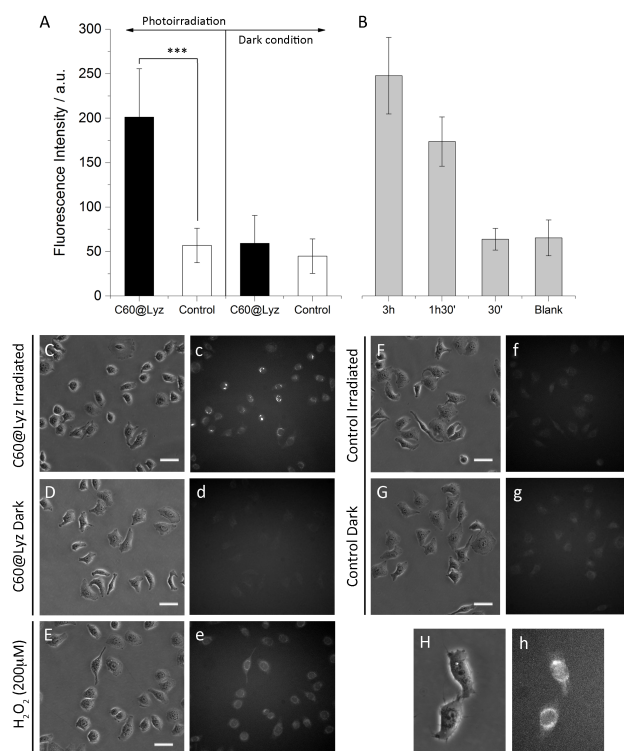 A
B
Photoirradiation
Dark condition
***
Fluorescence Intensity / a.u.
300
250
200
150
100
50
0
C60@Lyz
Control
C60@Lyz
Control
3h
1h30'
30'
Blank
C60@Lyz Irradiated
C
c
Control Irradiated
F
f
C60@Lyz Dark
D
d
Control Dark
G
g
H₂O₂ (200μM)
E
e
H
h